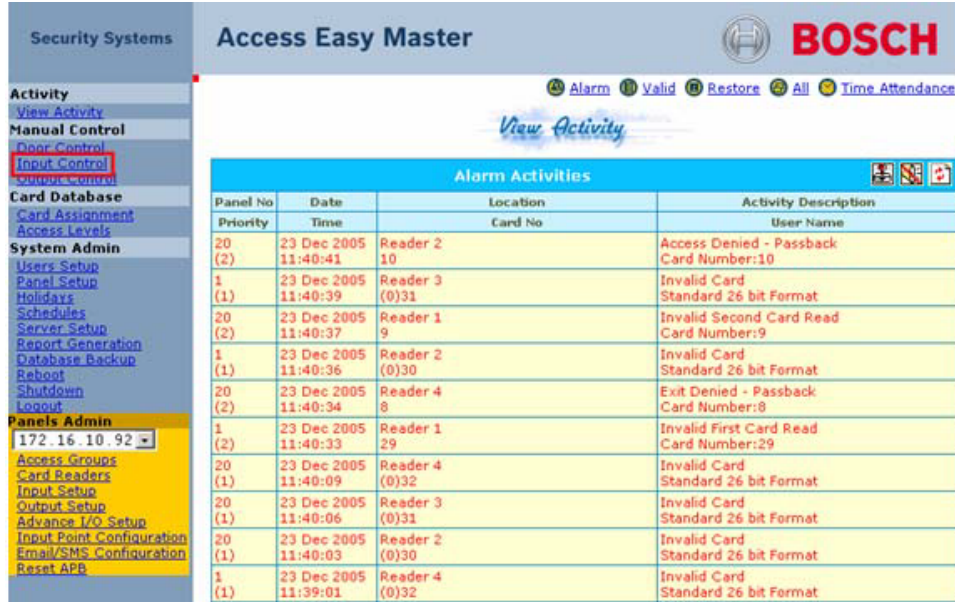 Security Systems
Access Easy Master
BOSCH
Alarm Valid Restore All Time Attendance
View Activity
Activity
View Activity
Manual Control
Door Control
Input Control
Output Control
Card Database
Card Assignment
Access Levels
System Admin
Users Setup
Panel Setup
Holidays
Schedules
Server Setup
Report Generation
Database Backup
Reboot
Shutdown
Logout
Panels Admin
172.16.10.92
Access Groups
Card Readers
Input Setup
Output Setup
Advance I/O Setup
Input Point Configuration
Email/SMS Configuration
Reset APB
Alarm Activities
Panel No Date Location Activity Description
Priority Time Card No User Name
20 23 Dec 2005 Reader 2 Access Denied - Passback
(2) 11:40:41 10 Card Number:10
1 23 Dec 2005 Reader 3 Invalid Card
(1) 11:40:39 (0)31 Standard 26 bit Format
20 23 Dec 2005 Reader 1 Invalid Second Card Read
(2) 11:40:37 9 Card Number:9
1 23 Dec 2005 Reader 2 Invalid Card
(1) 11:40:36 (0)30 Standard 26 bit Format
20 23 Dec 2005 Reader 4 Exit Denied - Passback
(2) 11:40:34 8 Card Number:8
1 23 Dec 2005 Reader 1 Invalid First Card Read
(2) 11:40:33 29 Card Number:29
20 23 Dec 2005 Reader 4 Invalid Card
(1) 11:40:09 (0)32 Standard 26 bit Format
20 23 Dec 2005 Reader 3 Invalid Card
(1) 11:40:06 (0)31 Standard 26 bit Format
20 23 Dec 2005 Reader 2 Invalid Card
(1) 11:40:03 (0)30 Standard 26 bit Format
1 23 Dec 2005 Reader 4 Invalid Card
(1) 11:39:01 (0)32 Standard 26 bit Format